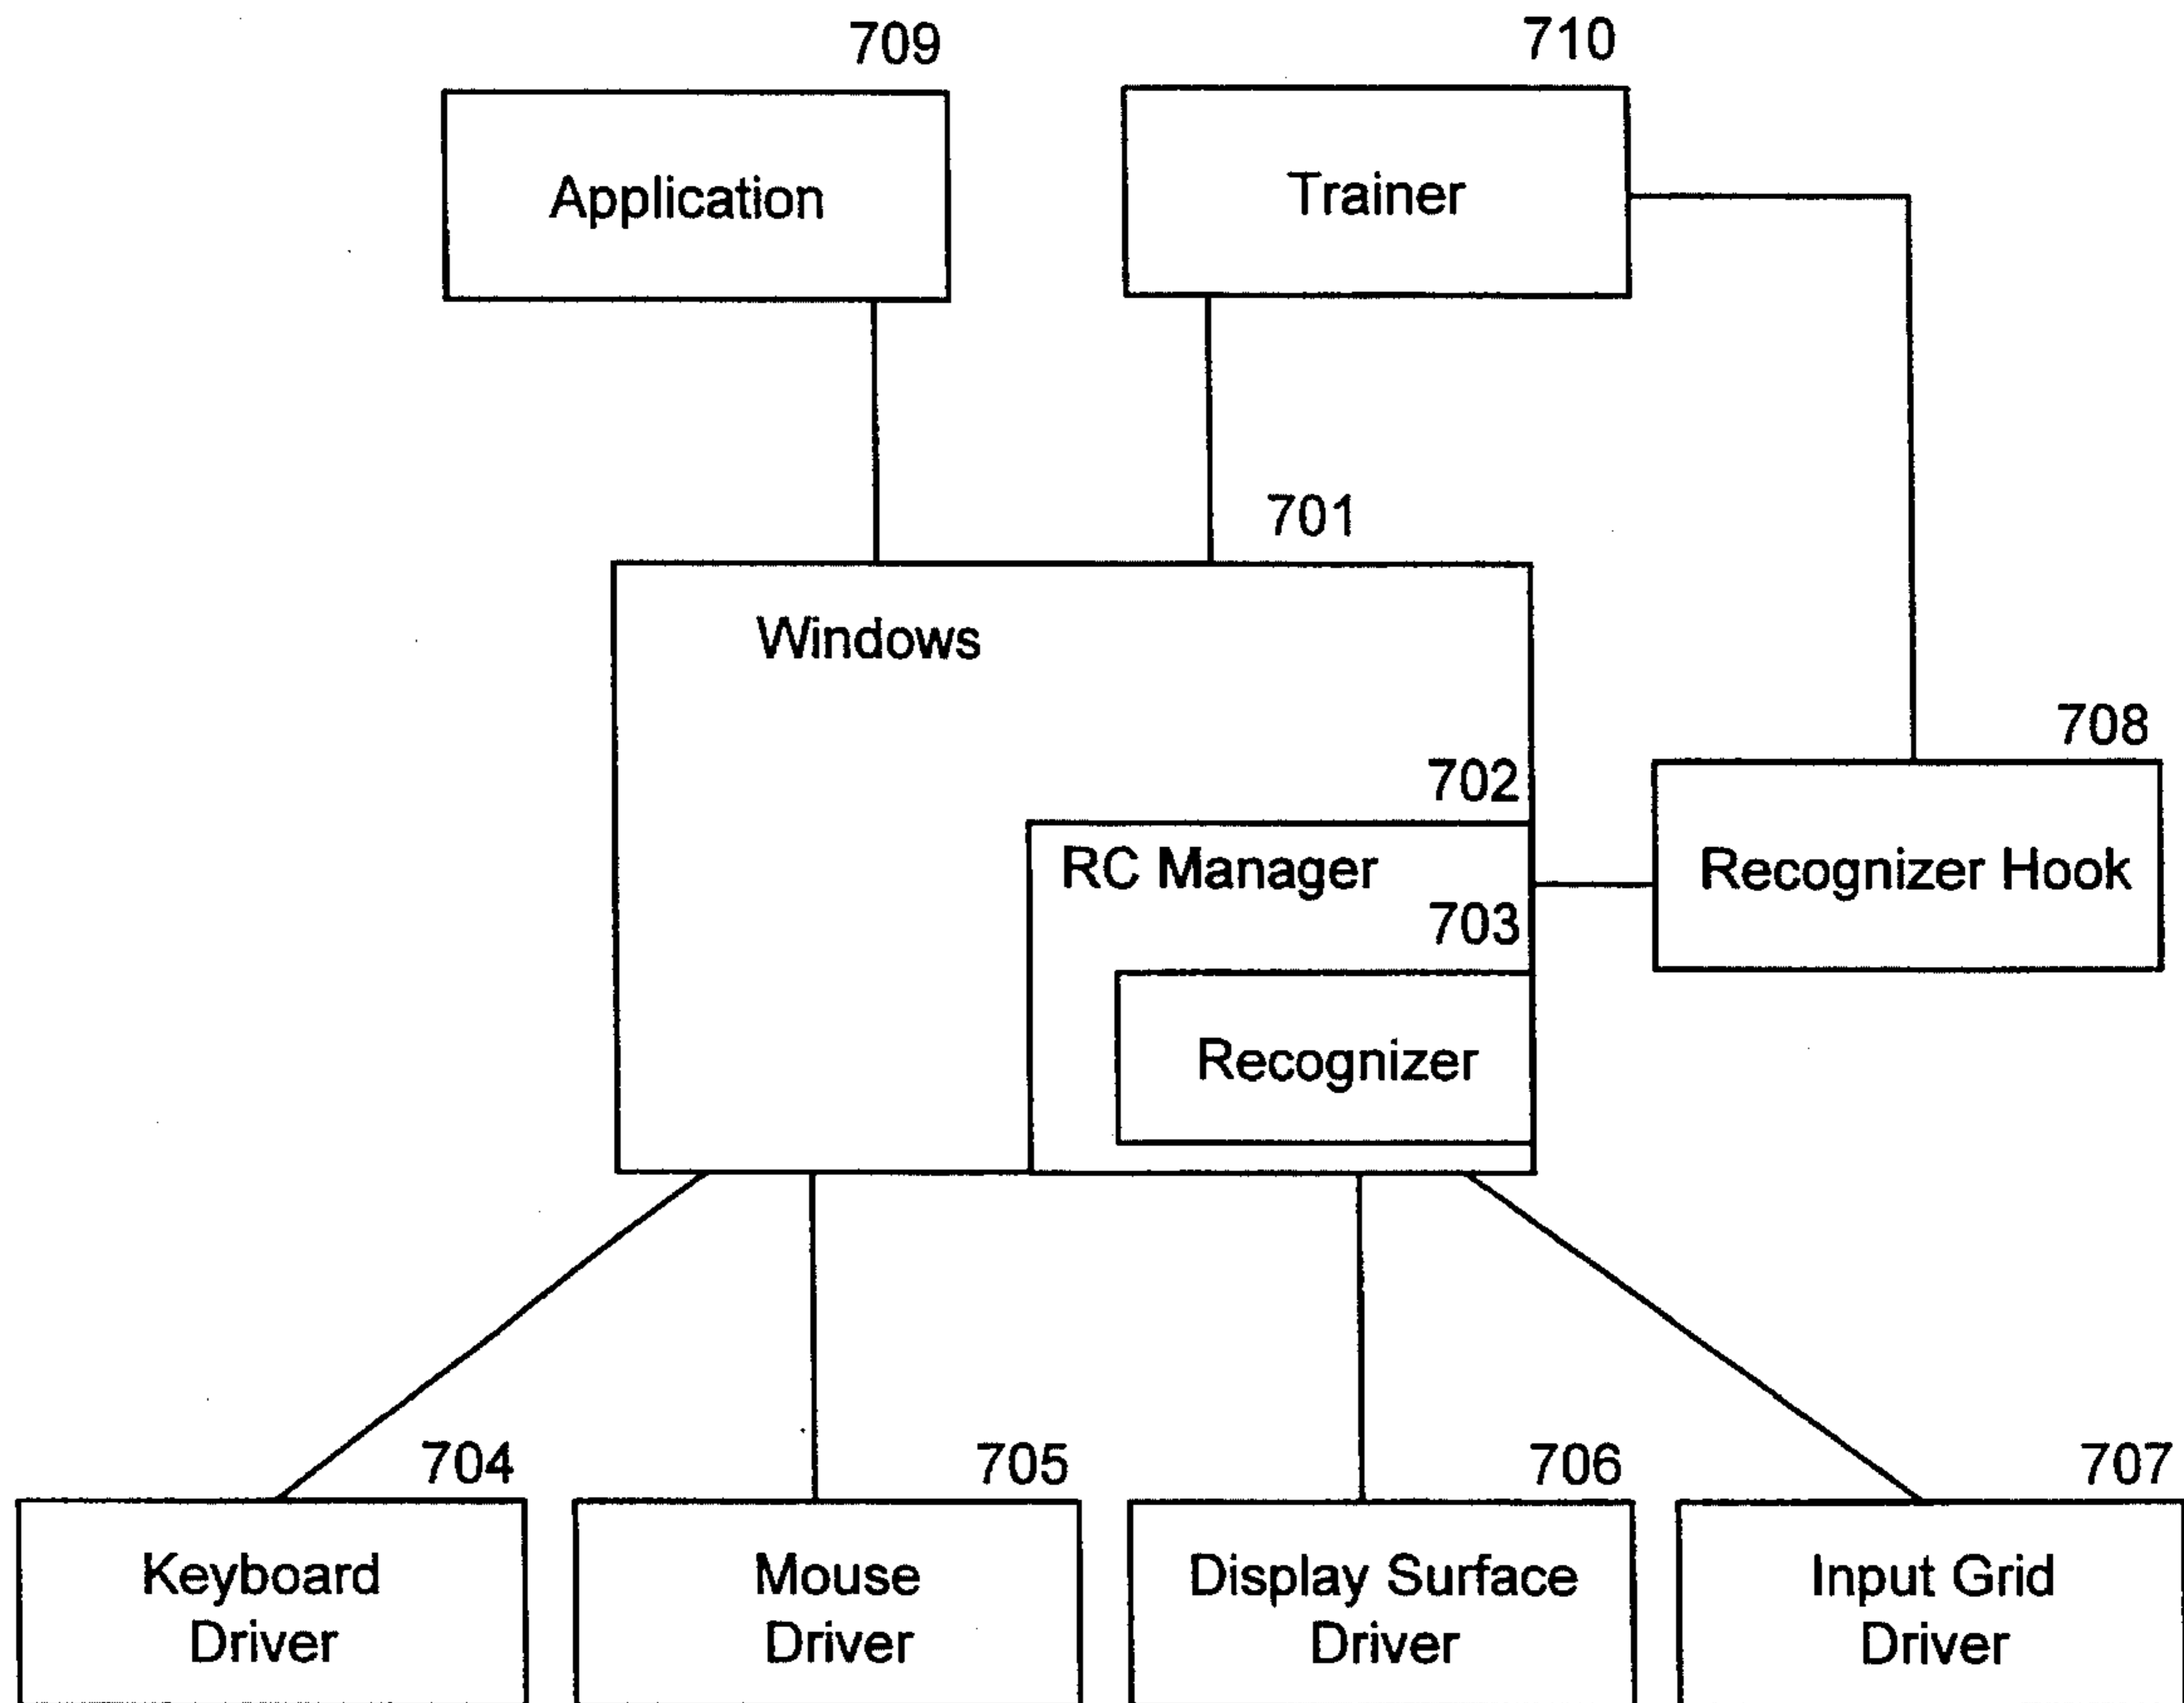 709
710
Application
Trainer
701
Windows
708
702
RC Manager
Recognizer Hook
703
Recognizer
704
705
706
707
Keyboard
Driver
Mouse
Driver
Display Surface
Driver
Input Grid
Driver